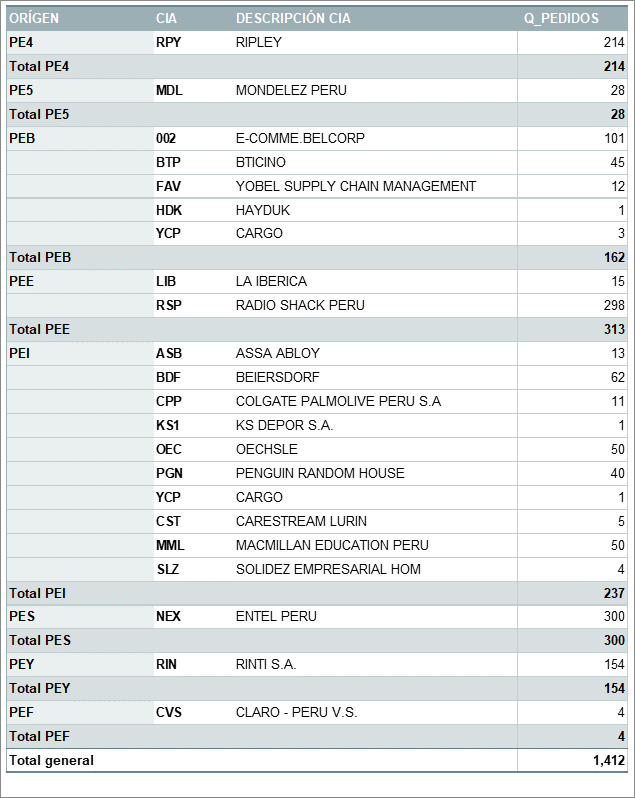 ORÍGEN CIA DESCRIPCIÓN CIA Q_PEDIDOS
PE4 RPY RIPLEY 214
Total PE4 214
PE5 MDL MONDELEZ PERU 28
Total PE5 28
PEB 002 E-COMME.BELCORP 101
BTP BTICINO 45
FAV YOBEL SUPPLY CHAIN MANAGEMENT 12
HDK HAYDUK 1
YCP CARGO 3
Total PEB 162
PEE LIB LA IBERICA 15
RSP RADIO SHACK PERU 298
Total PEE 313
PEI ASB ASSA ABLOY 13
BDF BEIERSDORF 62
CPP COLGATE PALMOLIVE PERU S.A 11
KS1 KS DEPOR S.A. 1
OEC OECHSLE 50
PGN PENGUIN RANDOM HOUSE 40
YCP CARGO 1
CST CARESTREAM LURIN 5
MML MACMILLAN EDUCATION PERU 50
SLZ SOLIDEZ EMPRESARIAL HOM 4
Total PEI 237
PES NEX ENTEL PERU 300
Total PES 300
PEY RIN RINTI S.A. 154
Total PEY 154
PEF CVS CLARO - PERU V.S. 4
Total PEF 4
Total general 1,412